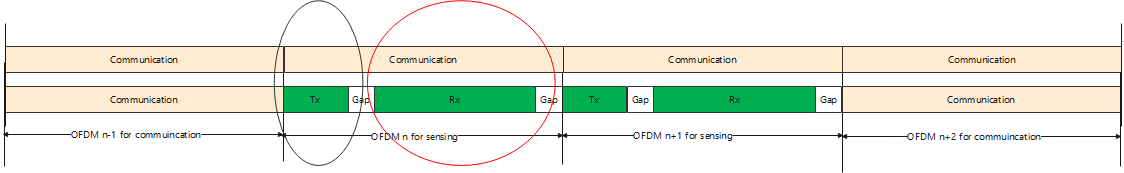 Communication Communication Communication Communication
Communication Tx Gap Rx Gap Tx Gap Rx Gap Communication
OFDM n-1 for commuincation OFDM n for sensing OFDM n+1 for sensing OFDM n+2 for commuincation